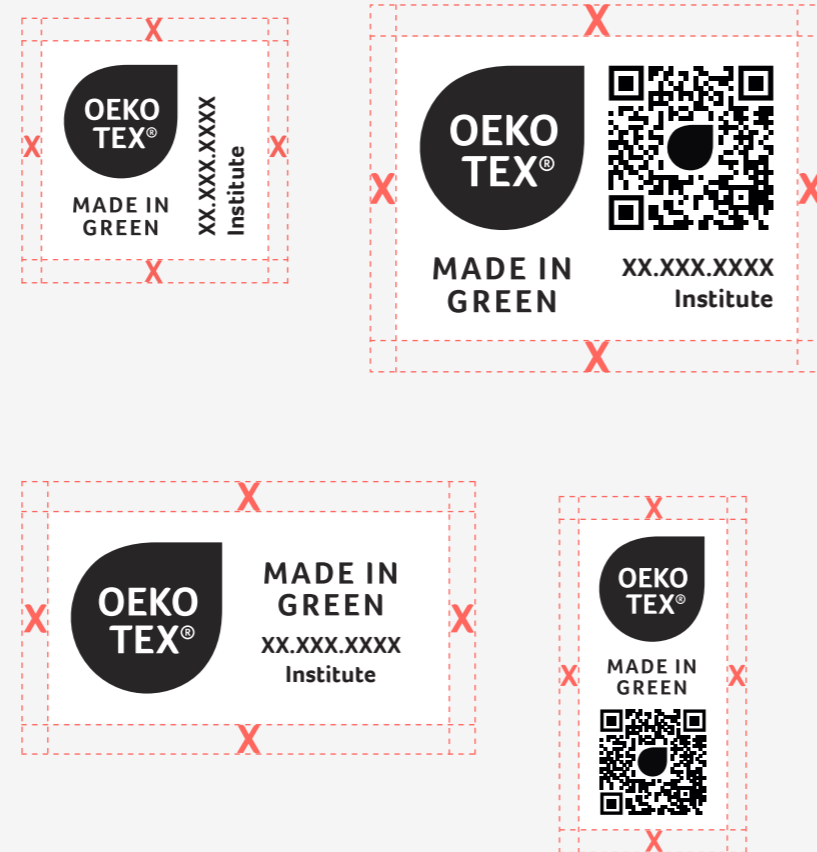 X
X
OEKO
TEX®
MADE IN
GREEN
XX.XXX.XXXX
Institute
X
X
X
X
OEKO
TEX®
MADE IN
GREEN
XX.XXX.XXXX
Institute
X
X
X
X
OEKO
TEX®
MADE IN
GREEN
XX.XXX.XXXX
Institute
X
X
X
OEKO
TEX®
MADE IN
GREEN
X
X
X